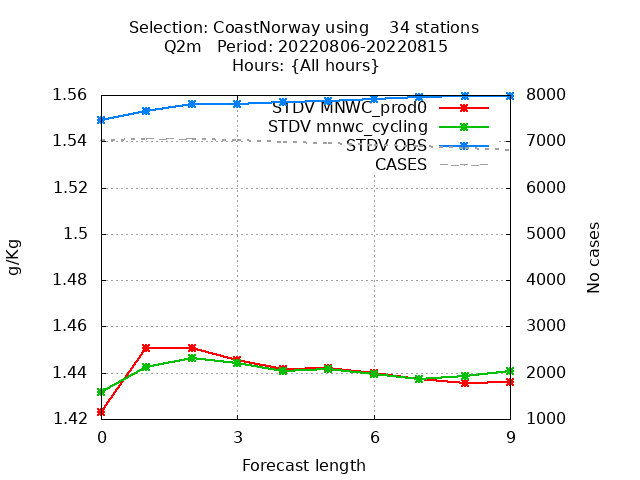 Selection: CoastNorway using    34 stations
Q2m   Period: 20220806-20220815
Hours: {All hours}
1.56
1.54
1.52
1.5
1.48
1.46
1.44
1.42
g/Kg
STDV MNWC_prod0
STDV mnwc_cycling
STDV OBS
CASES
8000
7000
6000
5000
4000
3000
2000
1000
No cases
0 3 6 9
Forecast length